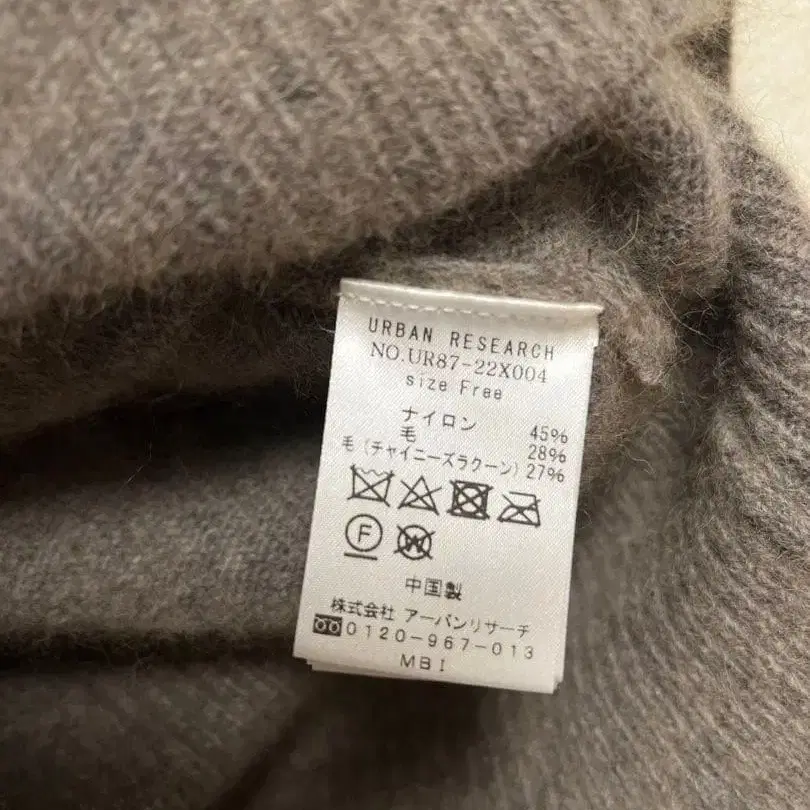 URBAN RESEARCH
NO.UR87-22X004
size Free
ナイロン 45%
毛 28%
毛(チャイニーズラクーン)27%
F W
中国製
株式会社 アーバンリサーチ
0120-967-013
MBI